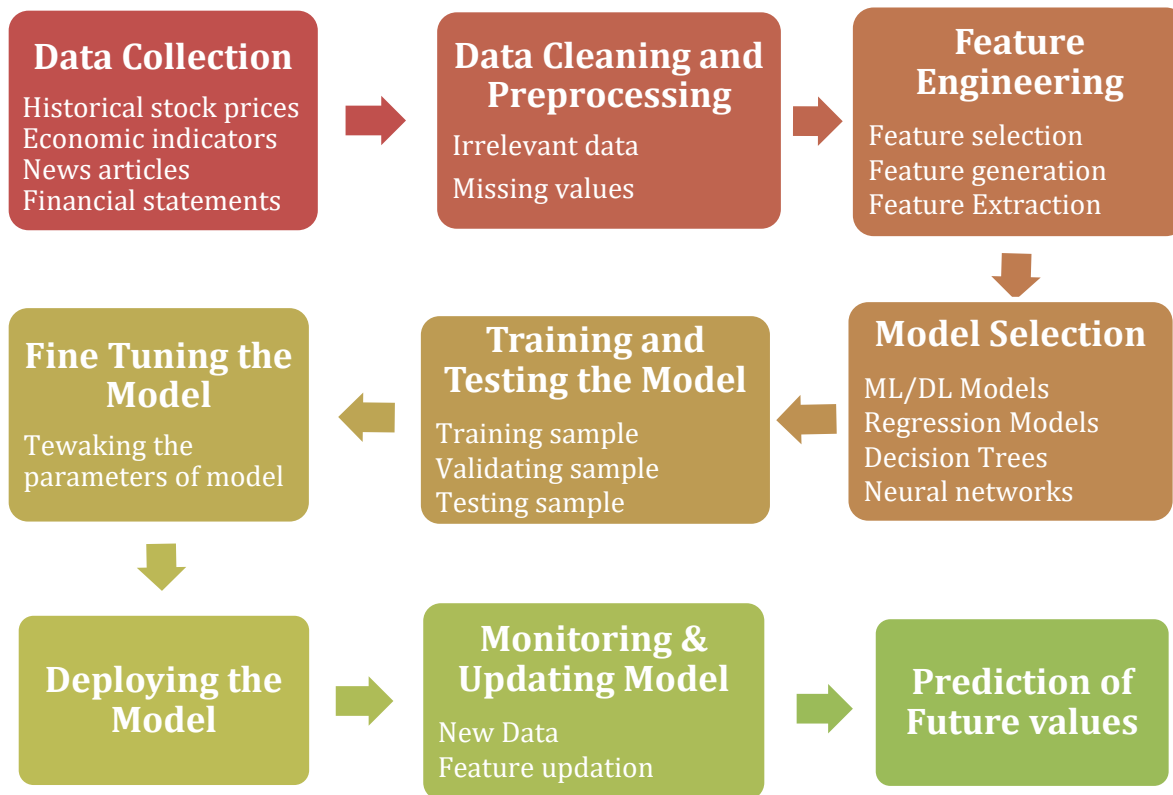 Data Collection
Historical stock prices
Economic indicators
News articles
Financial statements
Data Cleaning and
Preprocessing
Irrelevant data
Missing values
Feature
Engineering
Feature selection
Feature generation
Feature Extraction
Model Selection
ML/DL Models
Regression Models
Decision Trees
Neural networks
Training and
Testing the Model
Training sample
Validating sample
Testing sample
Fine Tuning the
Model
Tewaking the
parameters of model
Deploying the
Model
Monitoring &
Updating Model
New Data
Feature updation
Prediction of
Future values